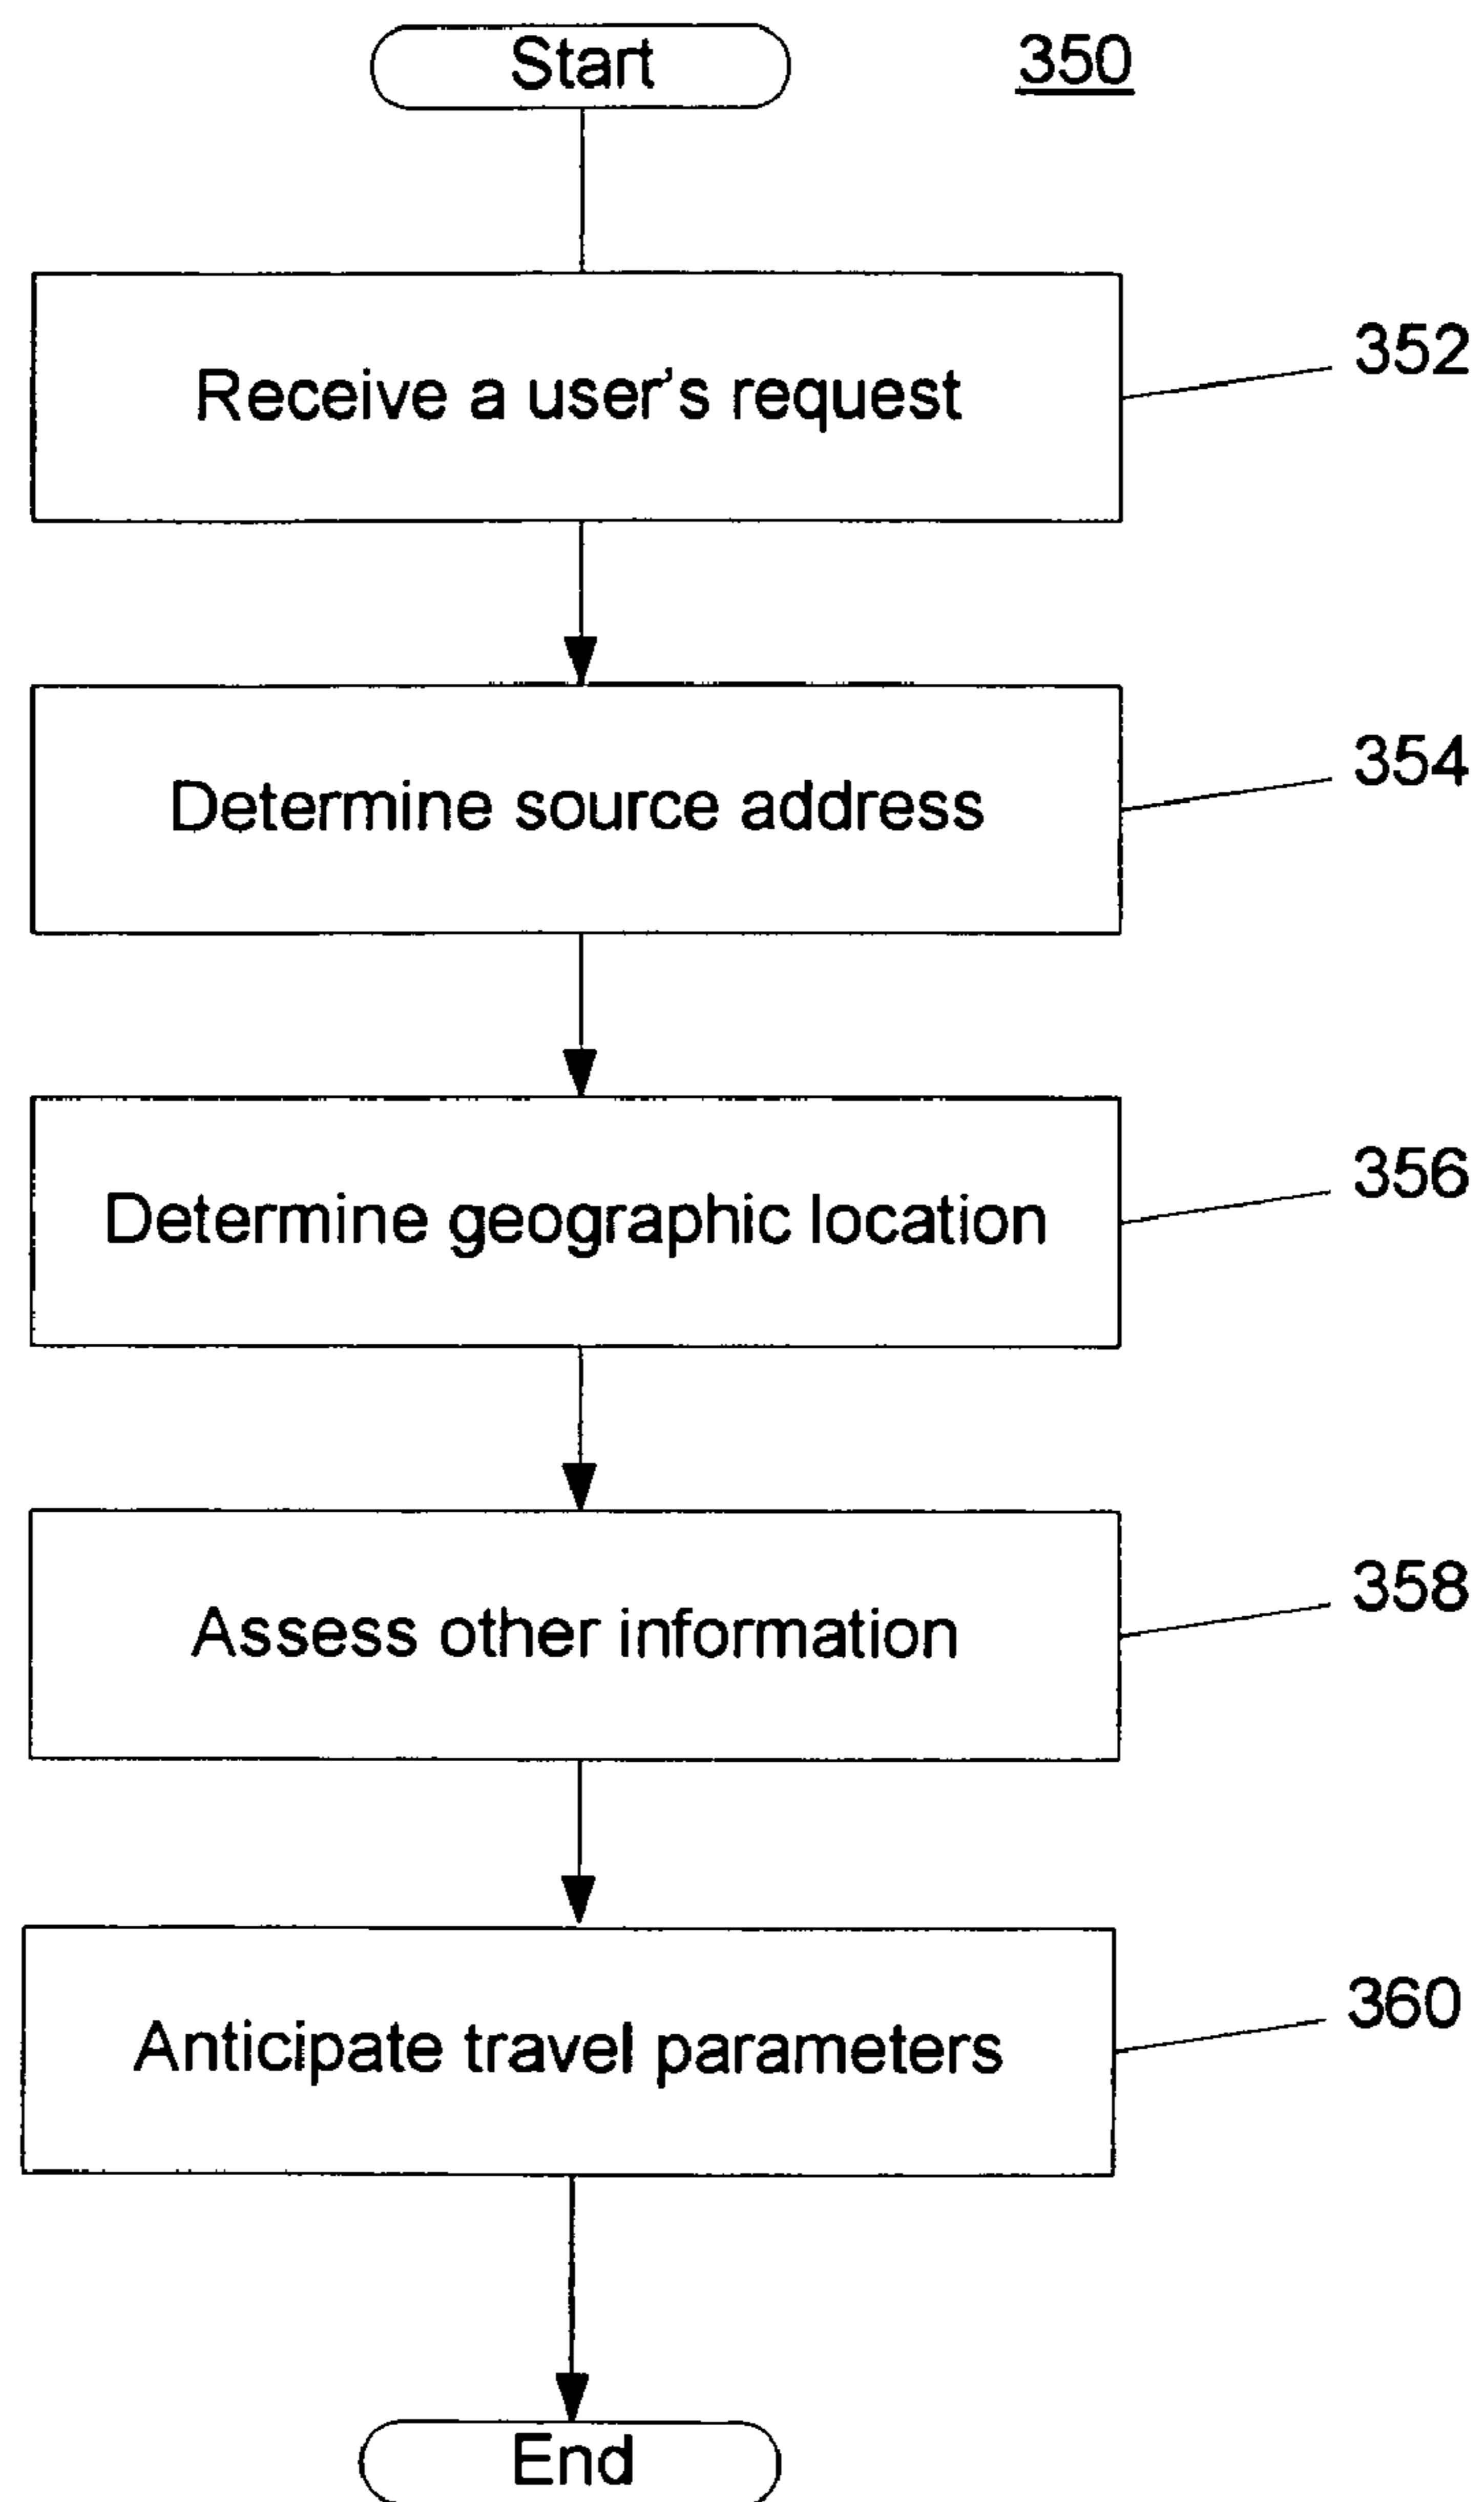 Start
350
Receive a user's request
352
Determine source address
354
Determine geographic location
356
Assess other information
358
Anticipate travel parameters
360
End